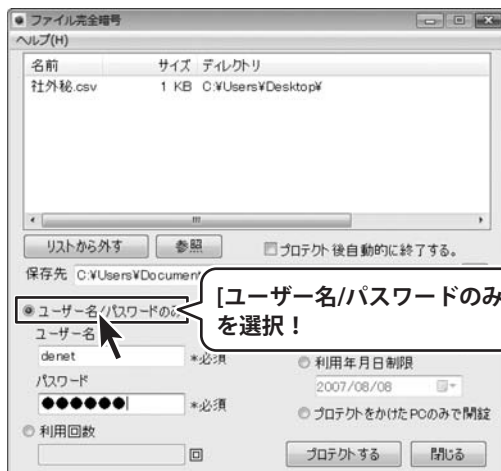 ファイル完全暗号
ヘルプ(H)
名前 サイズ ディレクトリ
社外秘.csv 1 KB C:¥Users¥Desktop¥
リストから外す 参照 プロテクト後自動的に終了する。
保存先 C:¥Users¥Document
ユーザー名/パスワードのみ
[ユーザー名/パスワードのみ
を選択!
ユーザー名
denet *必須
利用年月日制限
パスワード
2007/08/08
●●●●●● *必須
プロテクトをかけたPCのみで開錠
利用回数
回 プロテクトする 閉じる